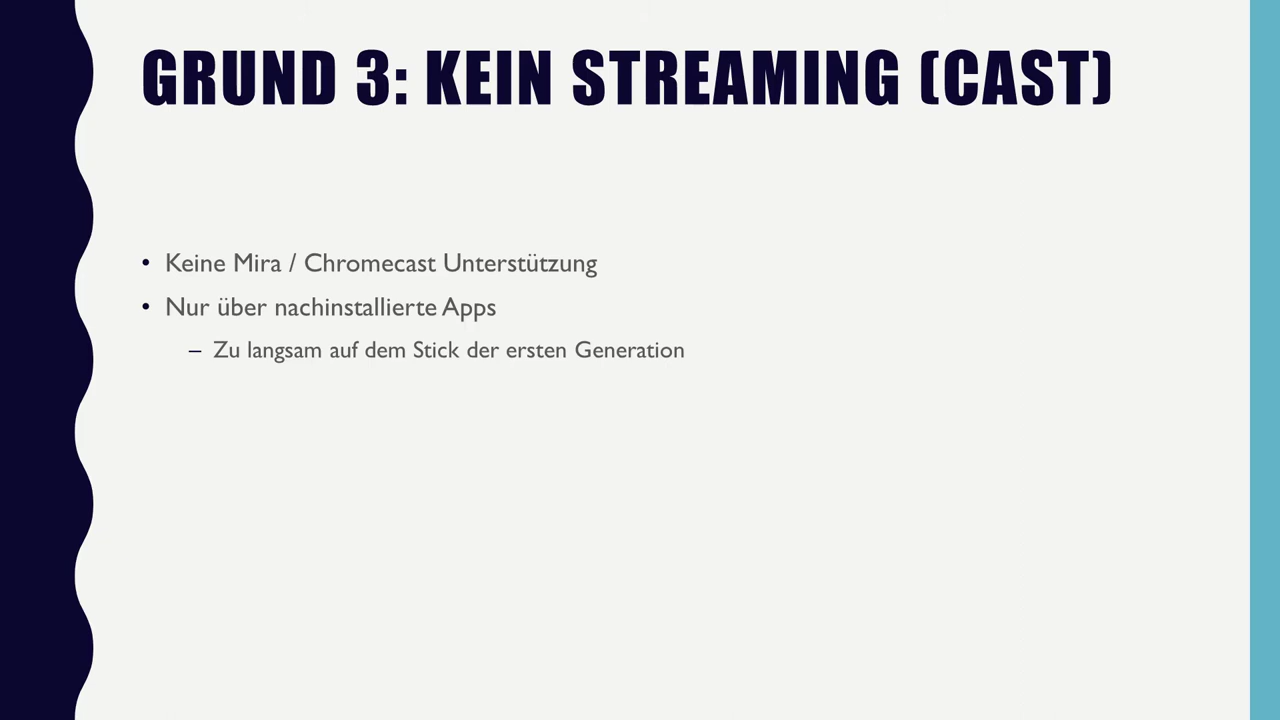 GRUND 3: KEIN STREAMING (CAST)
• Keine Mira / Chromecast Unterstützung
• Nur über nachinstallierte Apps
– Zu langsam auf dem Stick der ersten Generation